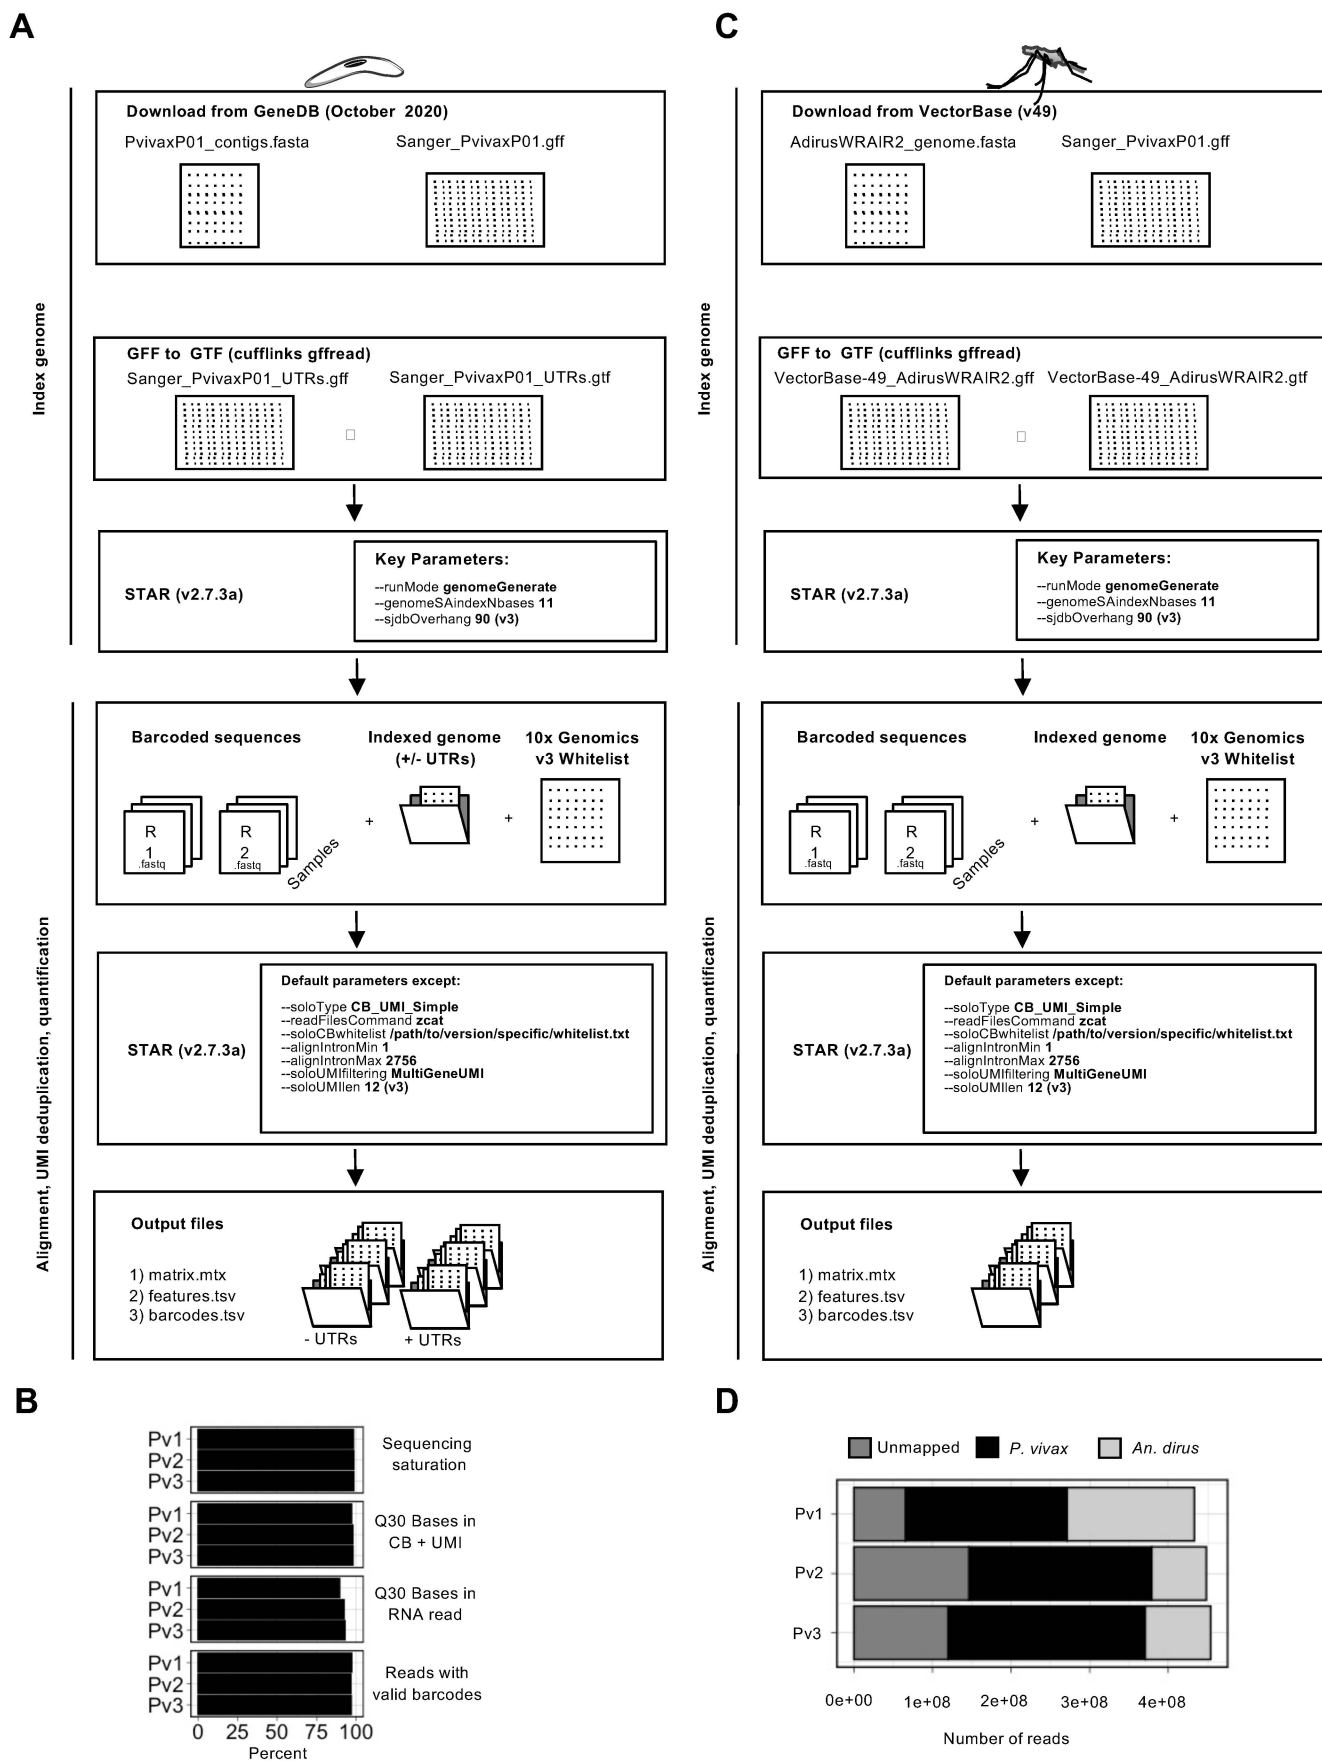 A
Download from GeneDB (October 2020)
PvivaxP01_contigs.fasta
Sanger_PvivaxP01.gff
GFF to GTF (cufflinks gffread)
Sanger_PvivaxP01_UTRs.gff
Sanger_PvivaxP01_UTRs.gtf
Index genome
STAR (v2.7.3a)
Key Parameters:
--runMode genomeGenerate
--genomeSAindexNbases 11
--sjdbOverhang 90 (v3)
Barcoded sequences
Indexed genome
(+/- UTRs)
10x Genomics
v3 Whitelist
R
1
.fastq
R
2
.fastq
Samples
+
+
Alignment, UMI deduplication, quantification
STAR (v2.7.3a)
Default parameters except:
--soloType CB_UMI_Simple
--readFilesCommand zcat
--soloCBwhitelist /path/to/version/specific/whitelist.txt
--alignIntronMin 1
--alignIntronMax 2756
--soloUMIfiltering MultiGeneUMI
--soloUMIlen 12 (v3)
Output files
1) matrix.mtx
2) features.tsv
3) barcodes.tsv
- UTRs
+ UTRs
C
Download from VectorBase (v49)
AdirusWRAIR2_genome.fasta
Sanger_PvivaxP01.gff
GFF to GTF (cufflinks gffread)
VectorBase-49_AdirusWRAIR2.gff
VectorBase-49_AdirusWRAIR2.gtf
Index genome
STAR (v2.7.3a)
Key Parameters:
--runMode genomeGenerate
--genomeSAindexNbases 11
--sjdbOverhang 90 (v3)
Barcoded sequences
Indexed genome
10x Genomics
v3 Whitelist
R
1
.fastq
R
2
.fastq
Samples
+
+
Alignment, UMI deduplication, quantification
STAR (v2.7.3a)
Default parameters except:
--soloType CB_UMI_Simple
--readFilesCommand zcat
--soloCBwhitelist /path/to/version/specific/whitelist.txt
--alignIntronMin 1
--alignIntronMax 2756
--soloUMIfiltering MultiGeneUMI
--soloUMIlen 12 (v3)
Output files
1) matrix.mtx
2) features.tsv
3) barcodes.tsv
B
Pv1
Pv2
Pv3
Sequencing
saturation
Pv1
Pv2
Pv3
Q30 Bases in
CB + UMI
Pv1
Pv2
Pv3
Q30 Bases in
RNA read
Pv1
Pv2
Pv3
Reads with
valid barcodes
0 25 50 75 100
Percent
D
Unmapped P. vivax An. dirus
Pv1
Pv2
Pv3
0e+00 1e+08 2e+08 3e+08 4e+08
Number of reads